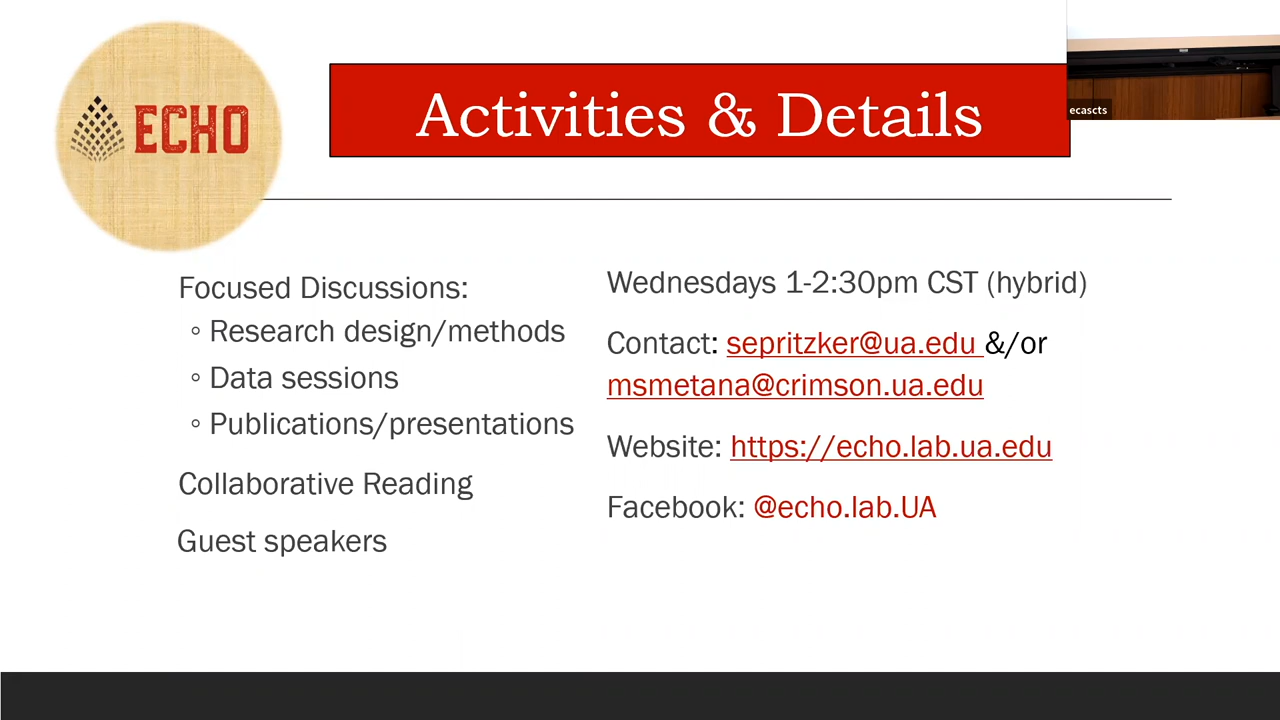 ECHO
Activities & Details
ecascts
Focused Discussions:
◦ Research design/methods
◦ Data sessions
◦ Publications/presentations
Collaborative Reading
Guest speakers
Wednesdays 1-2:30pm CST (hybrid)
Contact: sepritzker@ua.edu &/or
msmetana@crimson.ua.edu
Website: https://echo.lab.ua.edu
Facebook: @echo.lab.UA